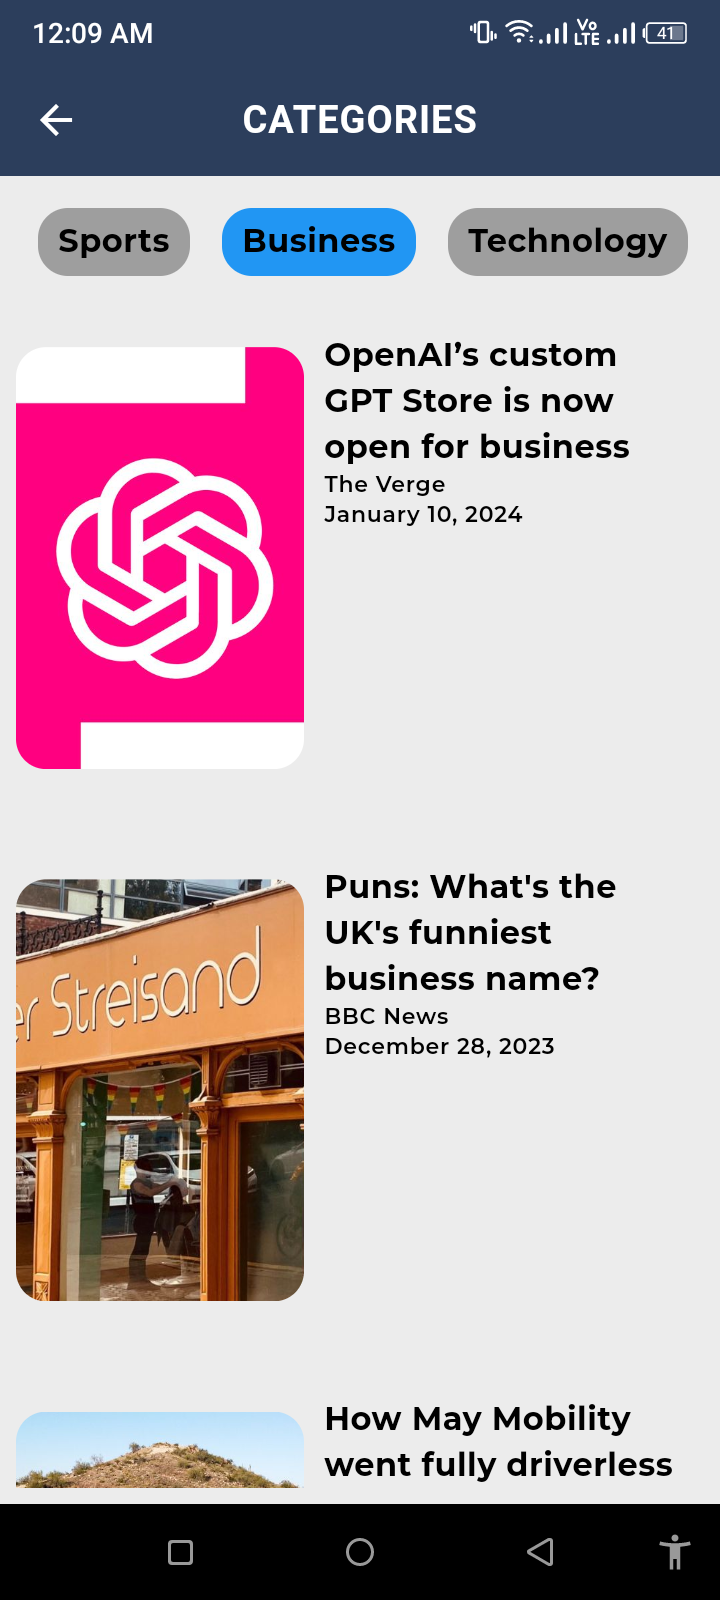 12:09 AM
Vo
LTE
41
CATEGORIES
Sports
Business
Technology
OpenAI’s custom
GPT Store is now
open for business
The Verge
January 10, 2024
er Streisand
Puns: What's the
UK's funniest
business name?
BBC News
December 28, 2023
How May Mobility
went fully driverless